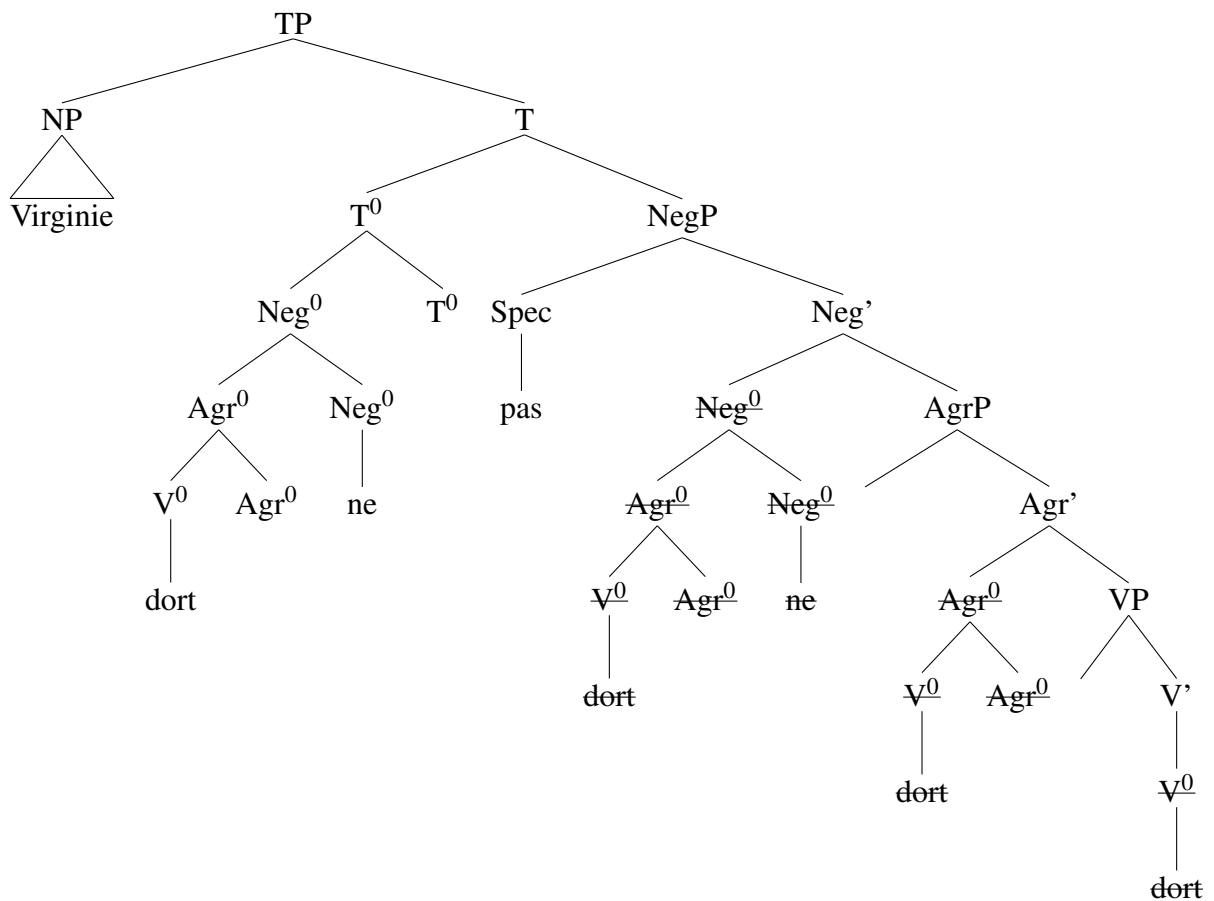 TP
NP T
Virginie T⁰ NegP
Neg⁰ T⁰ Spec Neg’
Agr⁰ Neg⁰ pas ~~Neg⁰~~ AgrP
V⁰ Agr⁰ ne ~~Agr⁰~~ ~~Neg⁰~~ Agr’
dort ~~V⁰~~ ~~Agr⁰~~ ~~ne~~ ~~Agr⁰~~ VP
~~dort~~ ~~V⁰~~ ~~Agr⁰~~ V’
~~dort~~ ~~V⁰~~
~~dort~~